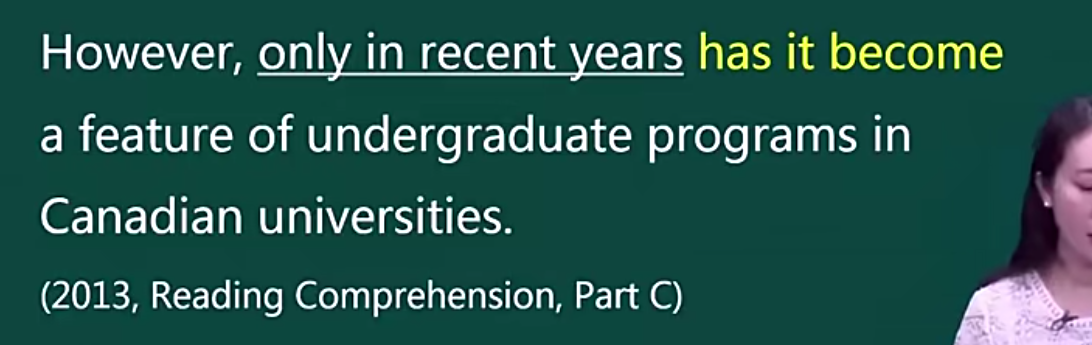 However, only in recent years has it become
a feature of undergraduate programs in
Canadian universities.
(2013, Reading Comprehension, Part C)